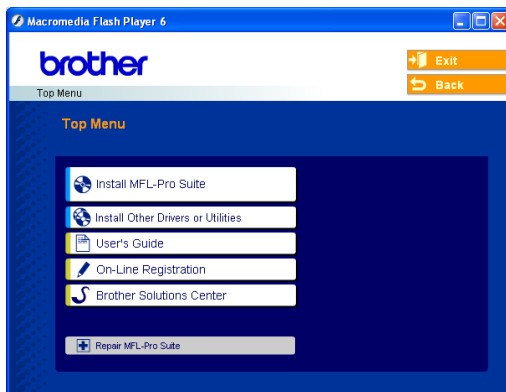 Macromedia Flash Player 6
brother
Exit
Back
Top Menu
Top Menu
Install MFL-Pro Suite
Install Other Drivers or Utilities
User's Guide
On-Line Registration
Brother Solutions Center
Repair MFL-Pro Suite